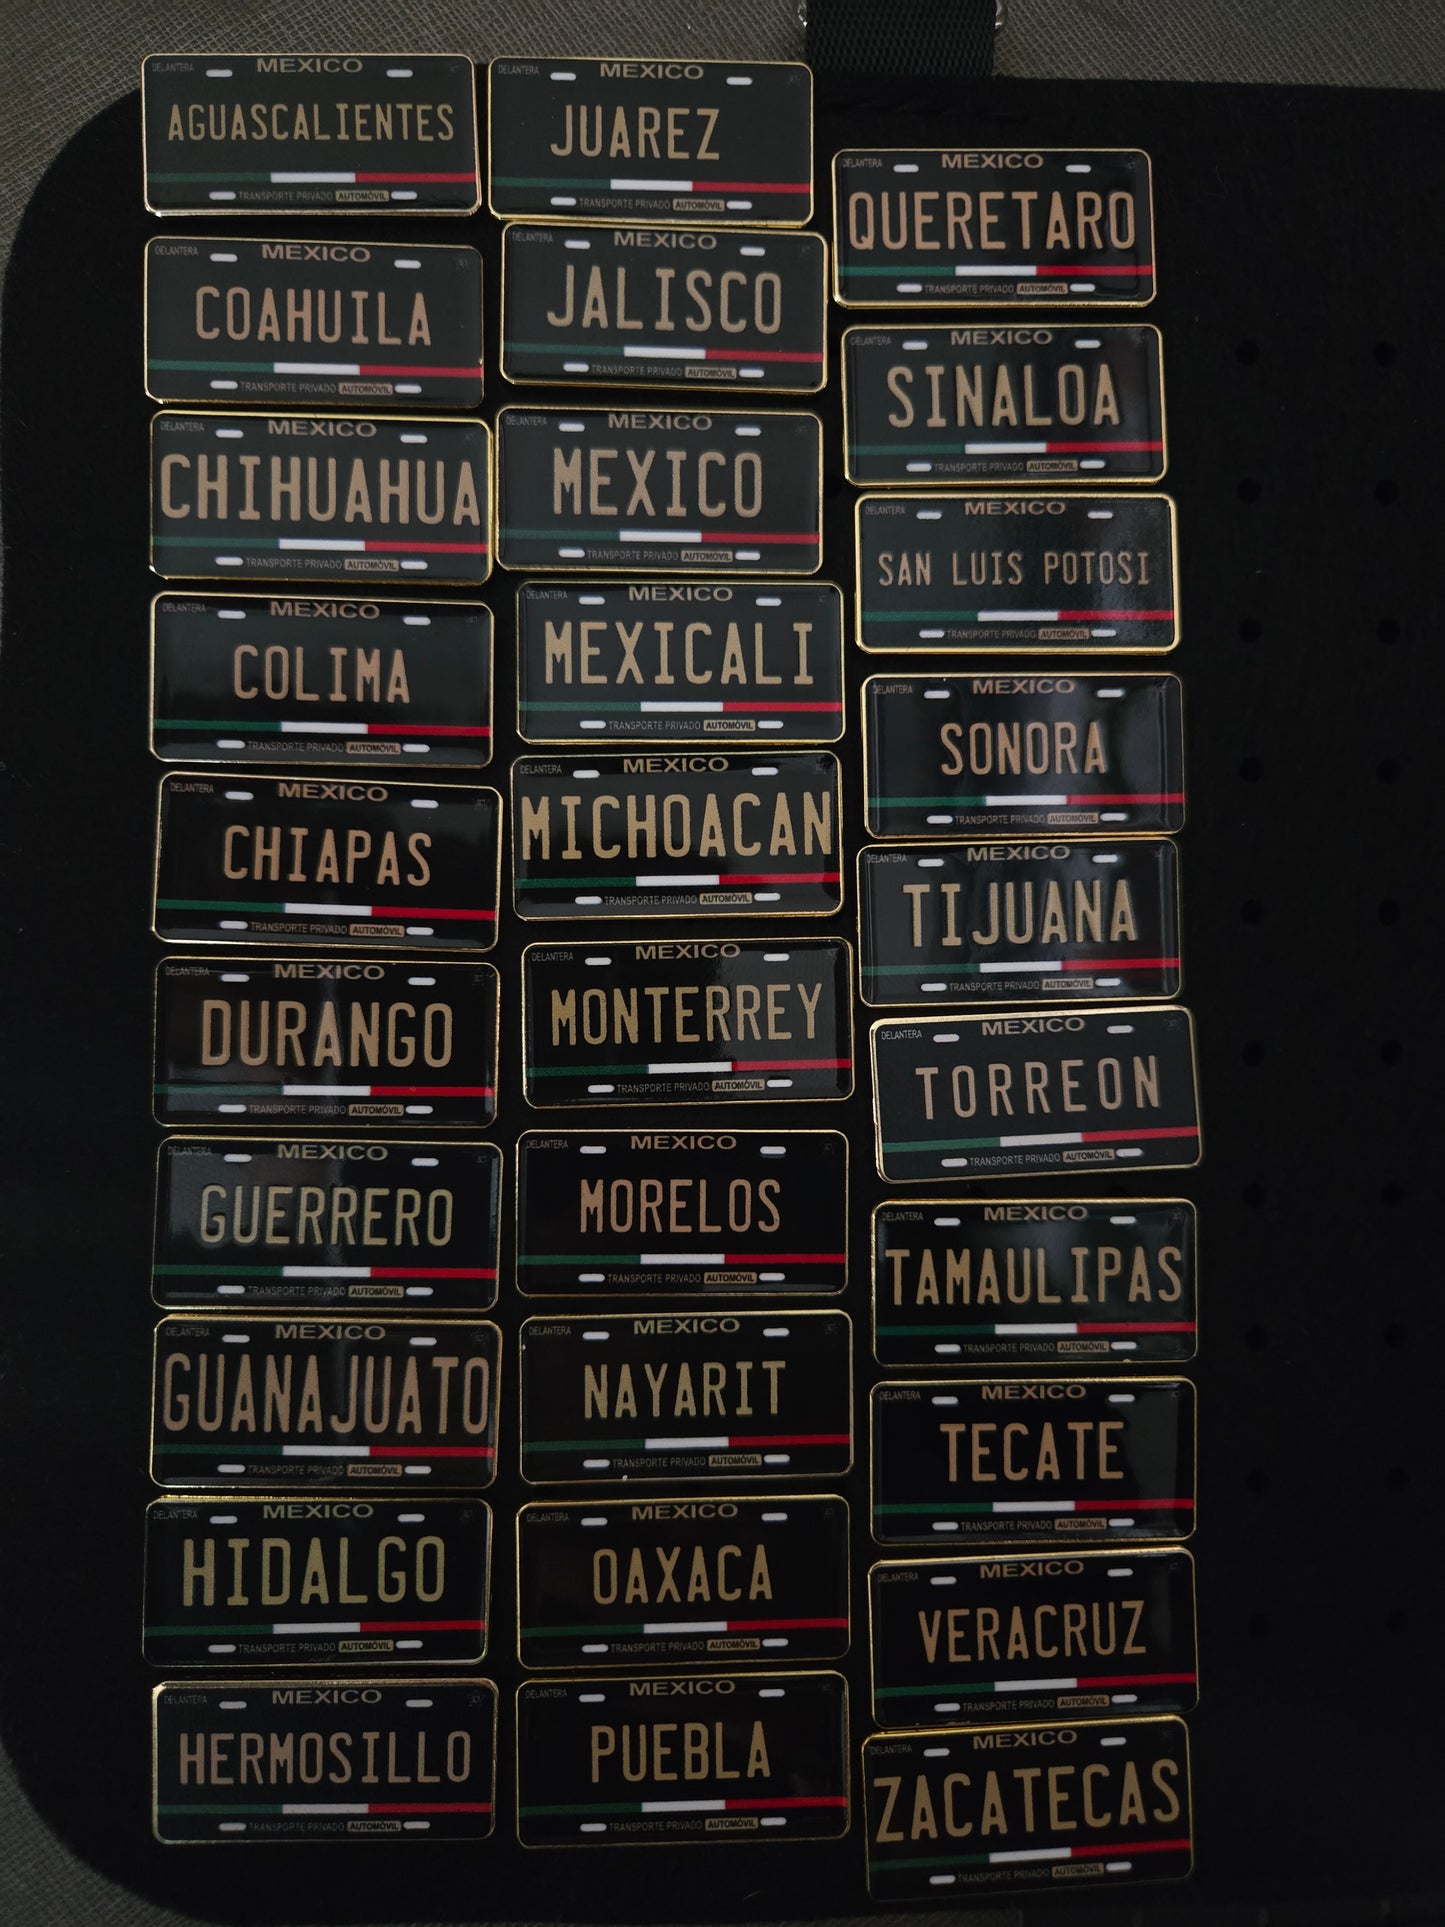 DELANTERA MEXICO
AGUASCALIENTES
TRANSPORTE PRIVADO AUTOMÓVIL
DELANTERA MEXICO
COAHUILA
TRANSPORTE PRIVADO AUTOMÓVIL
DELANTERA MEXICO
CHIHUAHUA
TRANSPORTE PRIVADO AUTOMÓVIL
DELANTERA MEXICO
COLIMA
TRANSPORTE PRIVADO AUTOMÓVIL
DELANTERA MEXICO
CHIAPAS
TRANSPORTE PRIVADO AUTOMÓVIL
DELANTERA MEXICO
DURANGO
TRANSPORTE PRIVADO AUTOMÓVIL
DELANTERA MEXICO
GUERRERO
TRANSPORTE PRIVADO AUTOMÓVIL
DELANTERA MEXICO
GUANAJUATO
TRANSPORTE PRIVADO AUTOMÓVIL
DELANTERA MEXICO
HIDALGO
TRANSPORTE PRIVADO AUTOMÓVIL
DELANTERA MEXICO
HERMOSILLO
TRANSPORTE PRIVADO AUTOMÓVIL
DELANTERA MEXICO
JUAREZ
TRANSPORTE PRIVADO AUTOMÓVIL
DELANTERA MEXICO
JALISCO
TRANSPORTE PRIVADO AUTOMÓVIL
DELANTERA MEXICO
MEXICO
TRANSPORTE PRIVADO AUTOMÓVIL
DELANTERA MEXICO
MEXICALI
TRANSPORTE PRIVADO AUTOMÓVIL
DELANTERA MEXICO
MICHOACAN
TRANSPORTE PRIVADO AUTOMÓVIL
DELANTERA MEXICO
MONTERREY
TRANSPORTE PRIVADO AUTOMÓVIL
DELANTERA MEXICO
MORELOS
TRANSPORTE PRIVADO AUTOMÓVIL
DELANTERA MEXICO
NAYARIT
TRANSPORTE PRIVADO AUTOMÓVIL
DELANTERA MEXICO
OAXACA
TRANSPORTE PRIVADO AUTOMÓVIL
DELANTERA MEXICO
PUEBLA
TRANSPORTE PRIVADO AUTOMÓVIL
DELANTERA MEXICO
QUERETARO
TRANSPORTE PRIVADO AUTOMÓVIL
DELANTERA MEXICO
SINALOA
TRANSPORTE PRIVADO AUTOMÓVIL
DELANTERA MEXICO
SAN LUIS POTOSI
TRANSPORTE PRIVADO AUTOMÓVIL
DELANTERA MEXICO
SONORA
TRANSPORTE PRIVADO AUTOMÓVIL
DELANTERA MEXICO
TIJUANA
TRANSPORTE PRIVADO AUTOMÓVIL
DELANTERA MEXICO
TORREON
TRANSPORTE PRIVADO AUTOMÓVIL
DELANTERA MEXICO
TAMAULIPAS
TRANSPORTE PRIVADO AUTOMÓVIL
DELANTERA MEXICO
TECATE
TRANSPORTE PRIVADO AUTOMÓVIL
DELANTERA MEXICO
VERACRUZ
TRANSPORTE PRIVADO AUTOMÓVIL
DELANTERA MEXICO
ZACATECAS
TRANSPORTE PRIVADO AUTOMÓVIL